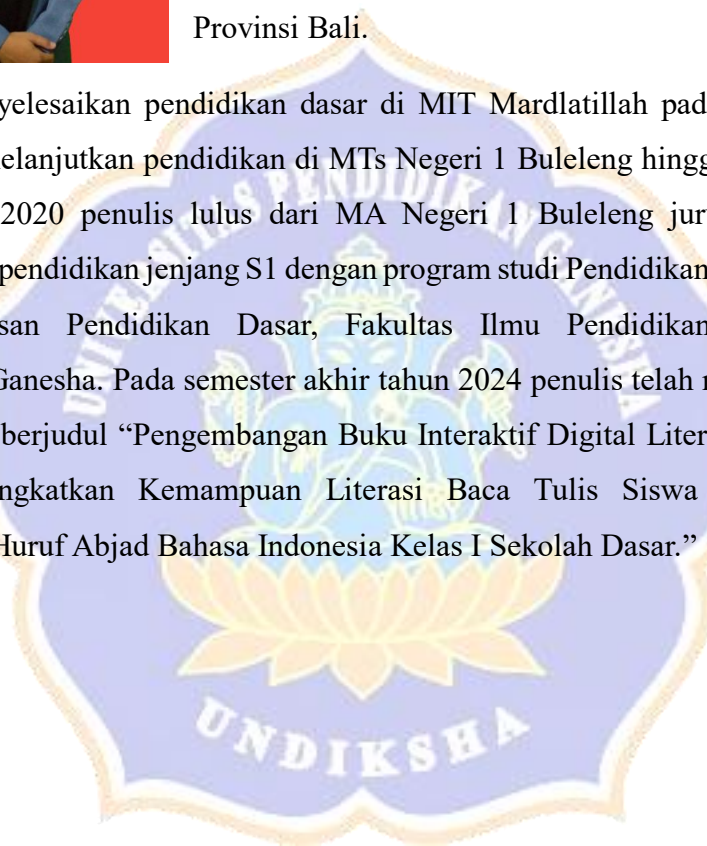 Provinsi Bali.
yelesaikan pendidikan dasar di MIT Mardlatillah pad
elanjutkan pendidikan di MTs Negeri 1 Buleleng hingg
2020 penulis lulus dari MA Negeri 1 Buleleng jur
pendidikan jenjang S1 dengan program studi Pendidikan
san Pendidikan Dasar, Fakultas Ilmu Pendidikan
Ganesha. Pada semester akhir tahun 2024 penulis telah
berjudul “Pengembangan Buku Interaktif Digital Liter
ngkatkan Kemampuan Literasi Baca Tulis Siswa
Huruf Abjad Bahasa Indonesia Kelas I Sekolah Dasar.”
UNIVERSITAS PENDIDIKAN GANESHA
UNDIKSHA